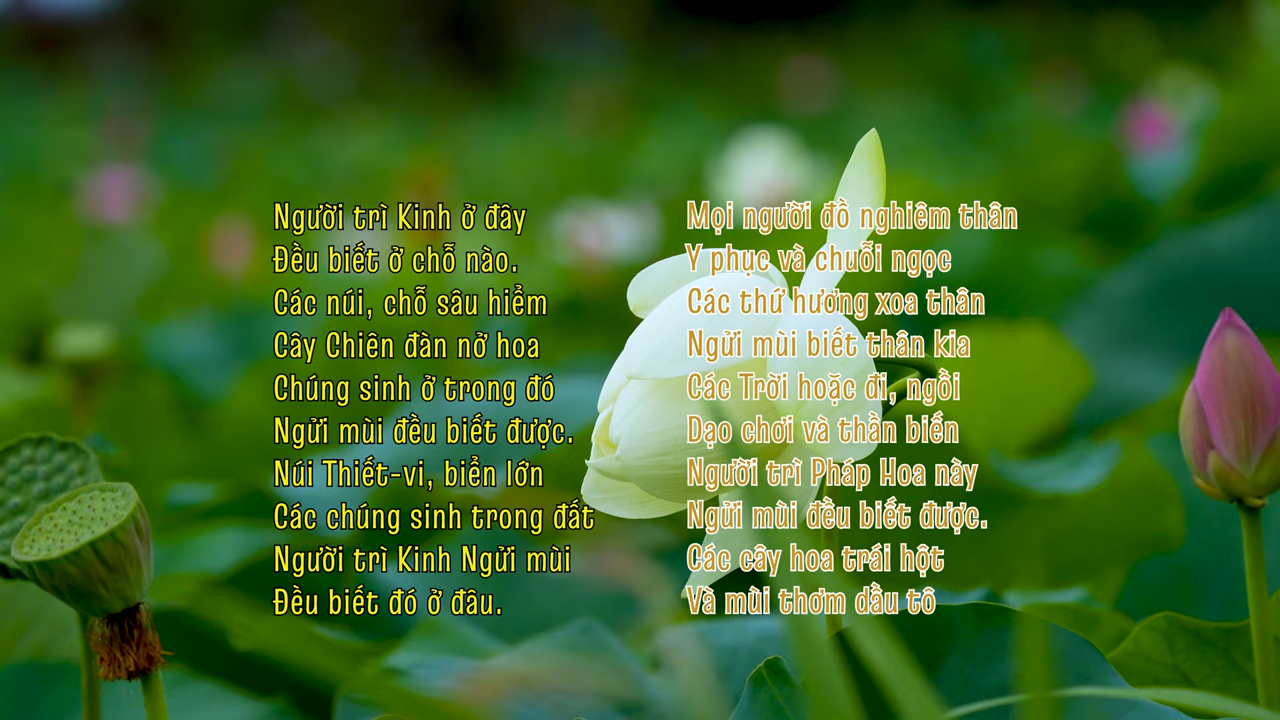 Người trì Kinh ở đây
Đều biết ở chỗ nào.
Các núi, chỗ sâu hiểm
Cây Chiên đàn nở hoa
Chúng sinh ở trong đó
Ngửi mùi đều biết được.
Núi Thiết-vi, biển lớn
Các chúng sinh trong đất
Người trì Kinh Ngửi mùi
Đều biết đó ở đâu.
Mọi người đồ nghiêm thân
Y phục và chuỗi ngọc
Các thứ hương xoa thân
Ngửi mùi biết thân kia
Các Trời hoặc đi, ngồi
Dạo chơi và thần biến
Người trì Pháp Hoa này
Ngửi mùi đều biết được.
Các cây hoa trái hột
Và mùi thơm dầu tô